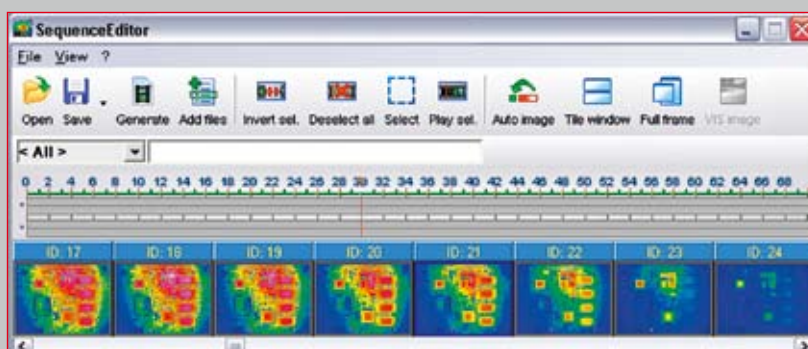 SequenceEditor
File View ?
Open Save Generate Add files Invert sel. Deselect all Select Play sel. Auto image Tile window Full frame VIS image
< All >
0 2 4 6 8 10 12 14 16 18 20 22 24 26 28 30 32 34 36 38 40 42 44 46 48 50 52 54 56 58 60 62 64 66 68
ID: 17 ID: 18 ID: 19 ID: 20 ID: 21 ID: 22 ID: 23 ID: 24